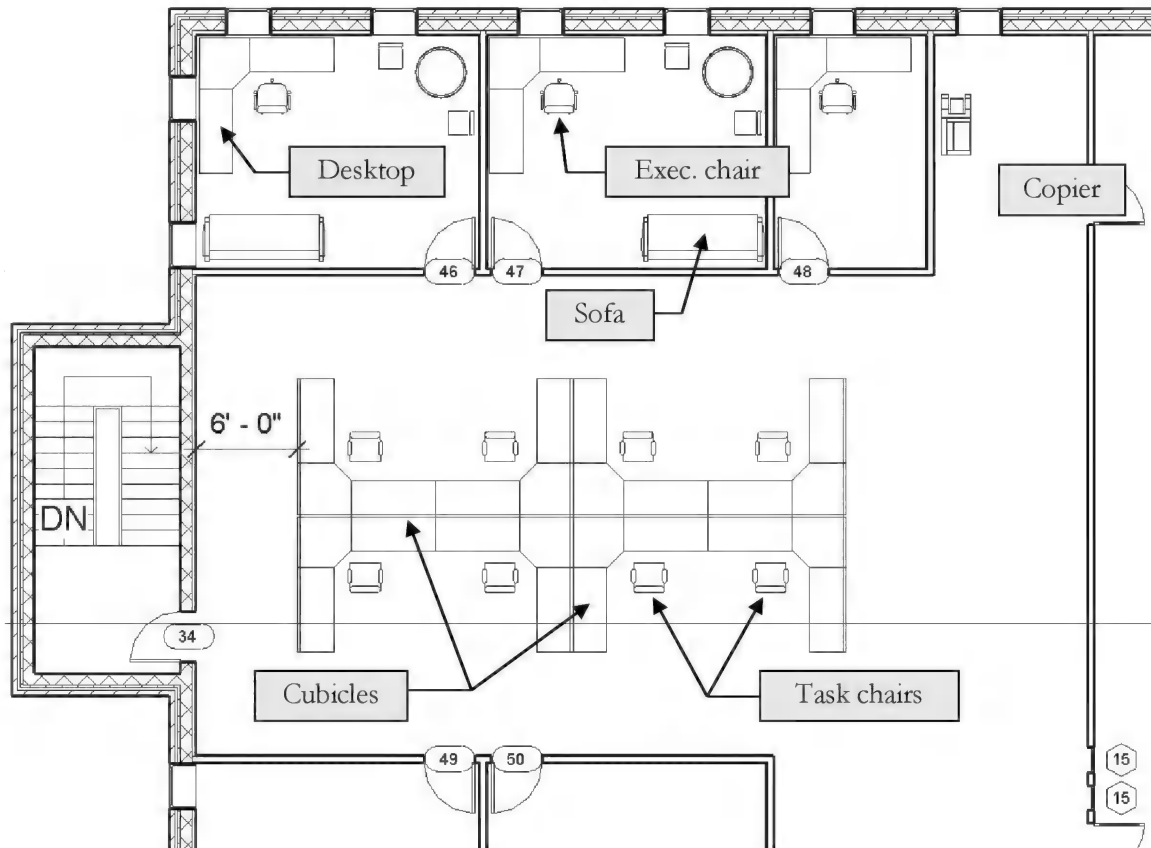 Desktop
Exec. chair
Copier
46
47
48
Sofa
6' - 0"
DN
34
Cubicles
Task chairs
49
50
15
15